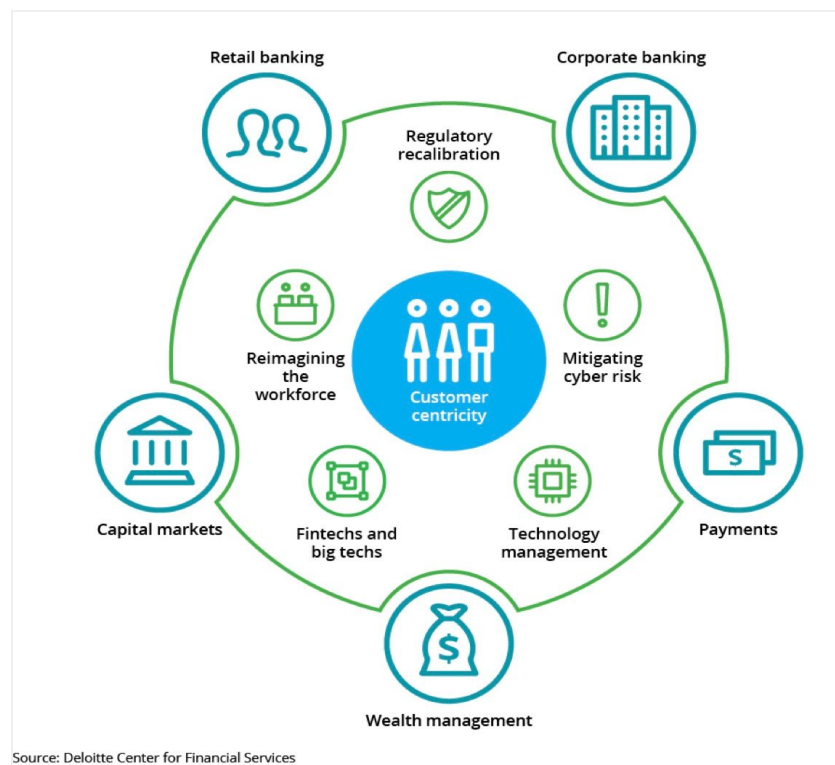 Retail banking
Corporate banking
Regulatory
recalibration
Reimagining
the
workforce
Customer
centricity
Mitigating
cyber risk
Capital markets
Fintechs and
big techs
Technology
management
S
Payments
$
Wealth management
Source: Deloitte Center for Financial Services